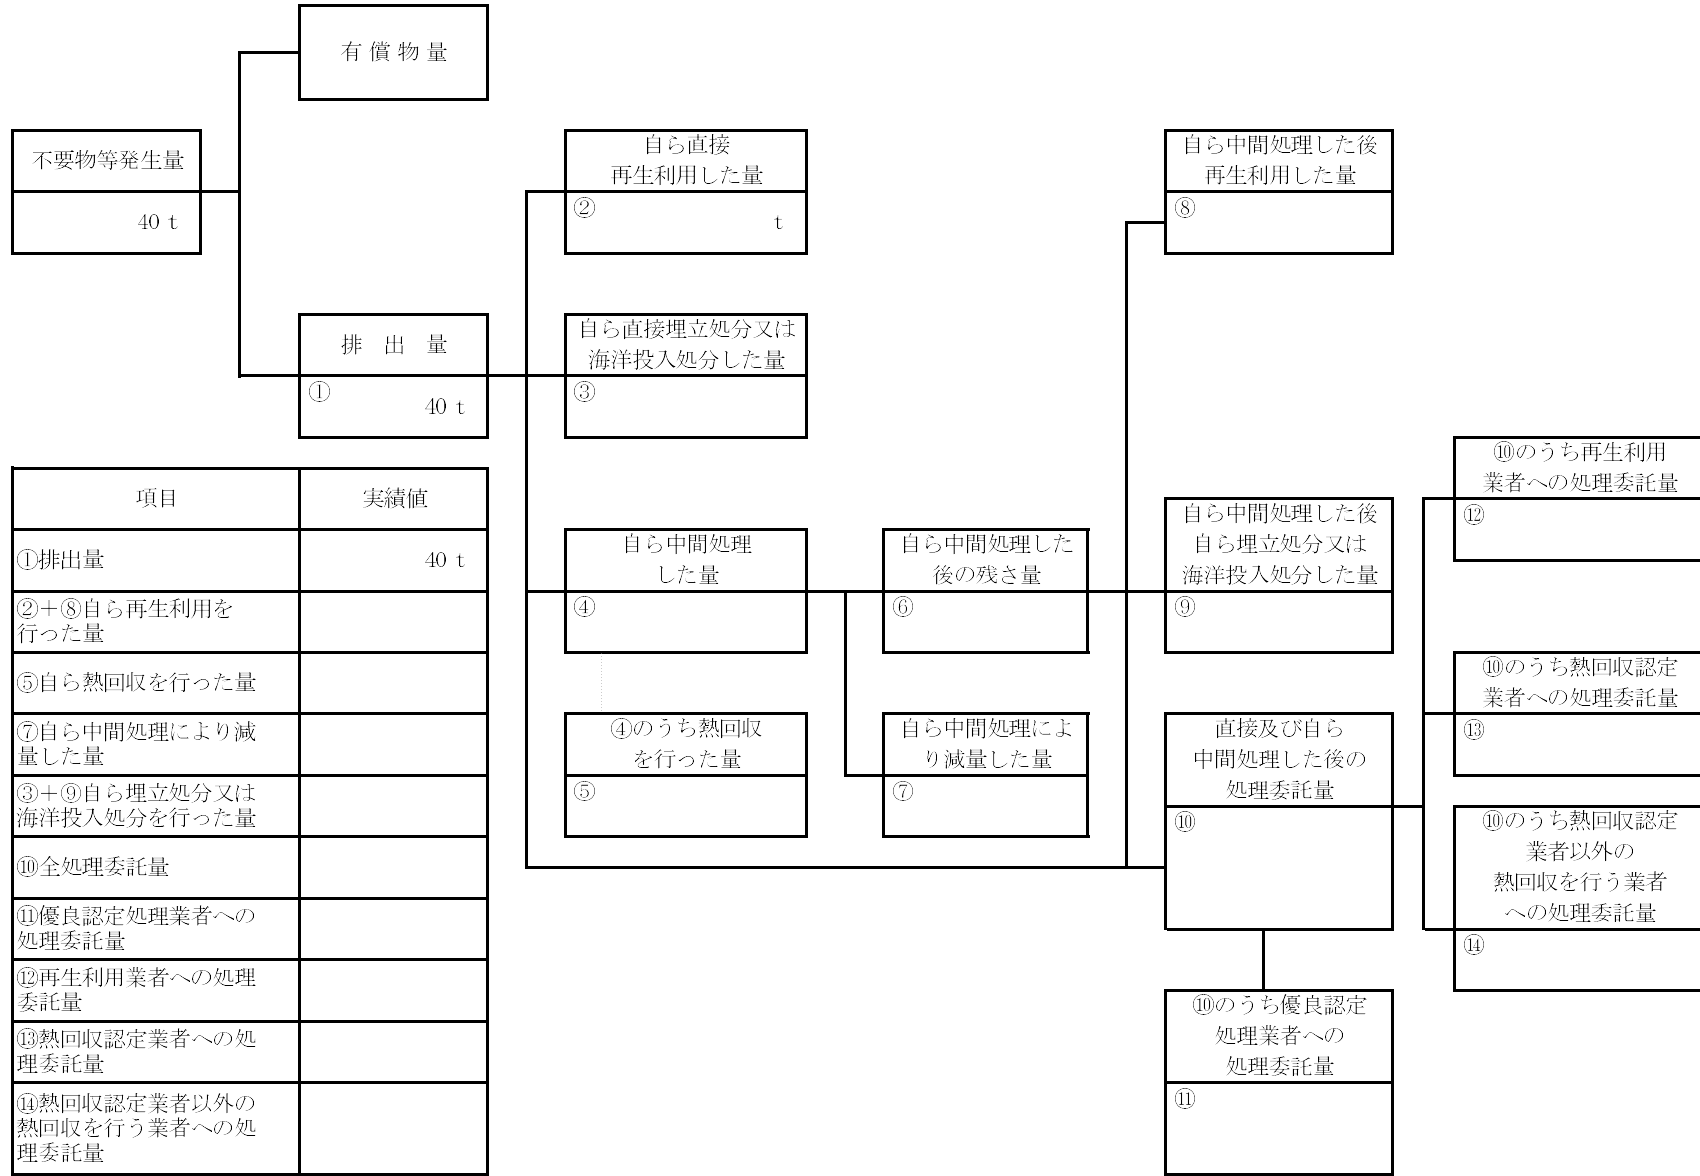 有 償 物 量
不要物等発生量
40 t
自ら直接
再生利用した量
②
t
自ら中間処理した後
再生利用した量
⑧
排 出 量
①
40 t
自ら直接埋立処分又は
海洋投入処分した量
③
⑩のうち再生利用
業者への処理委託量
⑫
自ら中間処理
した量
④
自ら中間処理した
後の残さ量
⑥
自ら中間処理した後
自ら埋立処分又は
海洋投入処分した量
⑨
⑩のうち熱回収認定
業者への処理委託量
⑬
④のうち熱回収
を行った量
⑤
自ら中間処理によ
り減量した量
⑦
直接及び自ら
中間処理した後の
処理委託量
⑩
⑩のうち熱回収認定
業者以外の
熱回収を行う業者
への処理委託量
⑭
⑩のうち優良認定
処理業者への
処理委託量
⑪
項目 実績値
①排出量 40 t
②+⑧自ら再生利用を
行った量
⑤自ら熱回収を行った量
⑦自ら中間処理により減
量した量
③+⑨自ら埋立処分又は
海洋投入処分を行った量
⑩全処理委託量
⑪優良認定処理業者への
処理委託量
⑫再生利用業者への処理
委託量
⑬熱回収認定業者への処
理委託量
⑭熱回収認定業者以外の
熱回収を行う業者への処
理委託量